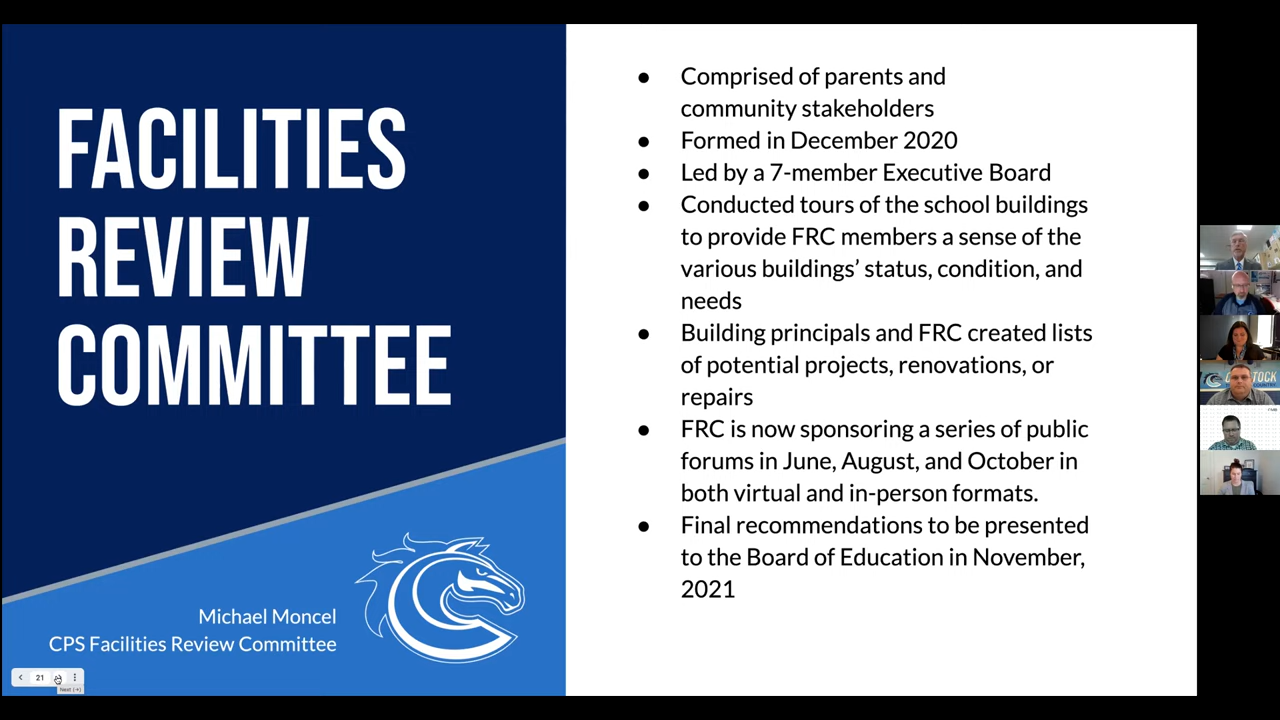 FACILITIES
REVIEW
COMMITTEE
Michael Moncel
CPS Facilities Review Committee
● Comprised of parents and
community stakeholders
● Formed in December 2020
● Led by a 7-member Executive Board
● Conducted tours of the school buildings
to provide FRC members a sense of the
various buildings’ status, condition, and
needs
● Building principals and FRC created lists
of potential projects, renovations, or
repairs
● FRC is now sponsoring a series of public
forums in June, August, and October in
both virtual and in-person formats.
● Final recommendations to be presented
to the Board of Education in November,
2021
21
Next (→)